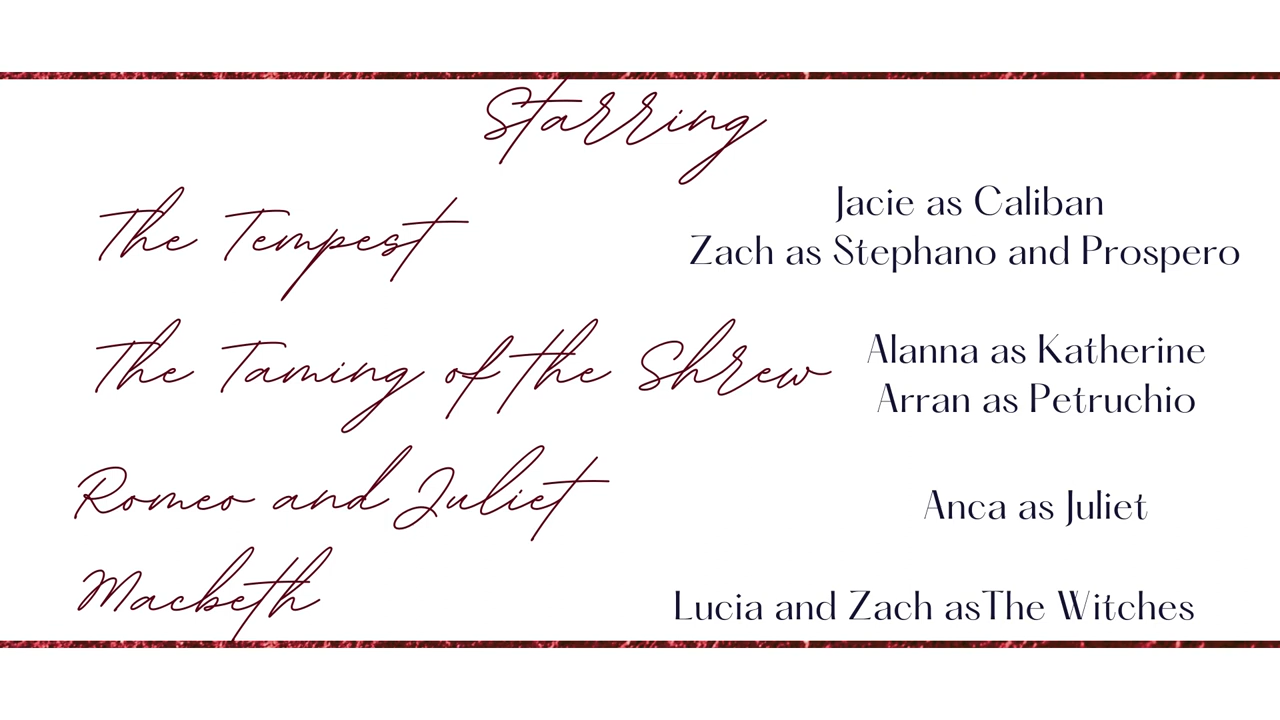 Starring
The Tempest
Jacie as Caliban
Zach as Stephano and Prospero
The Taming of the Shrew
Alanna as Katherine
Arran as Petruchio
Romeo and Juliet
Anca as Juliet
Macbeth
Lucia and Zach asThe Witches